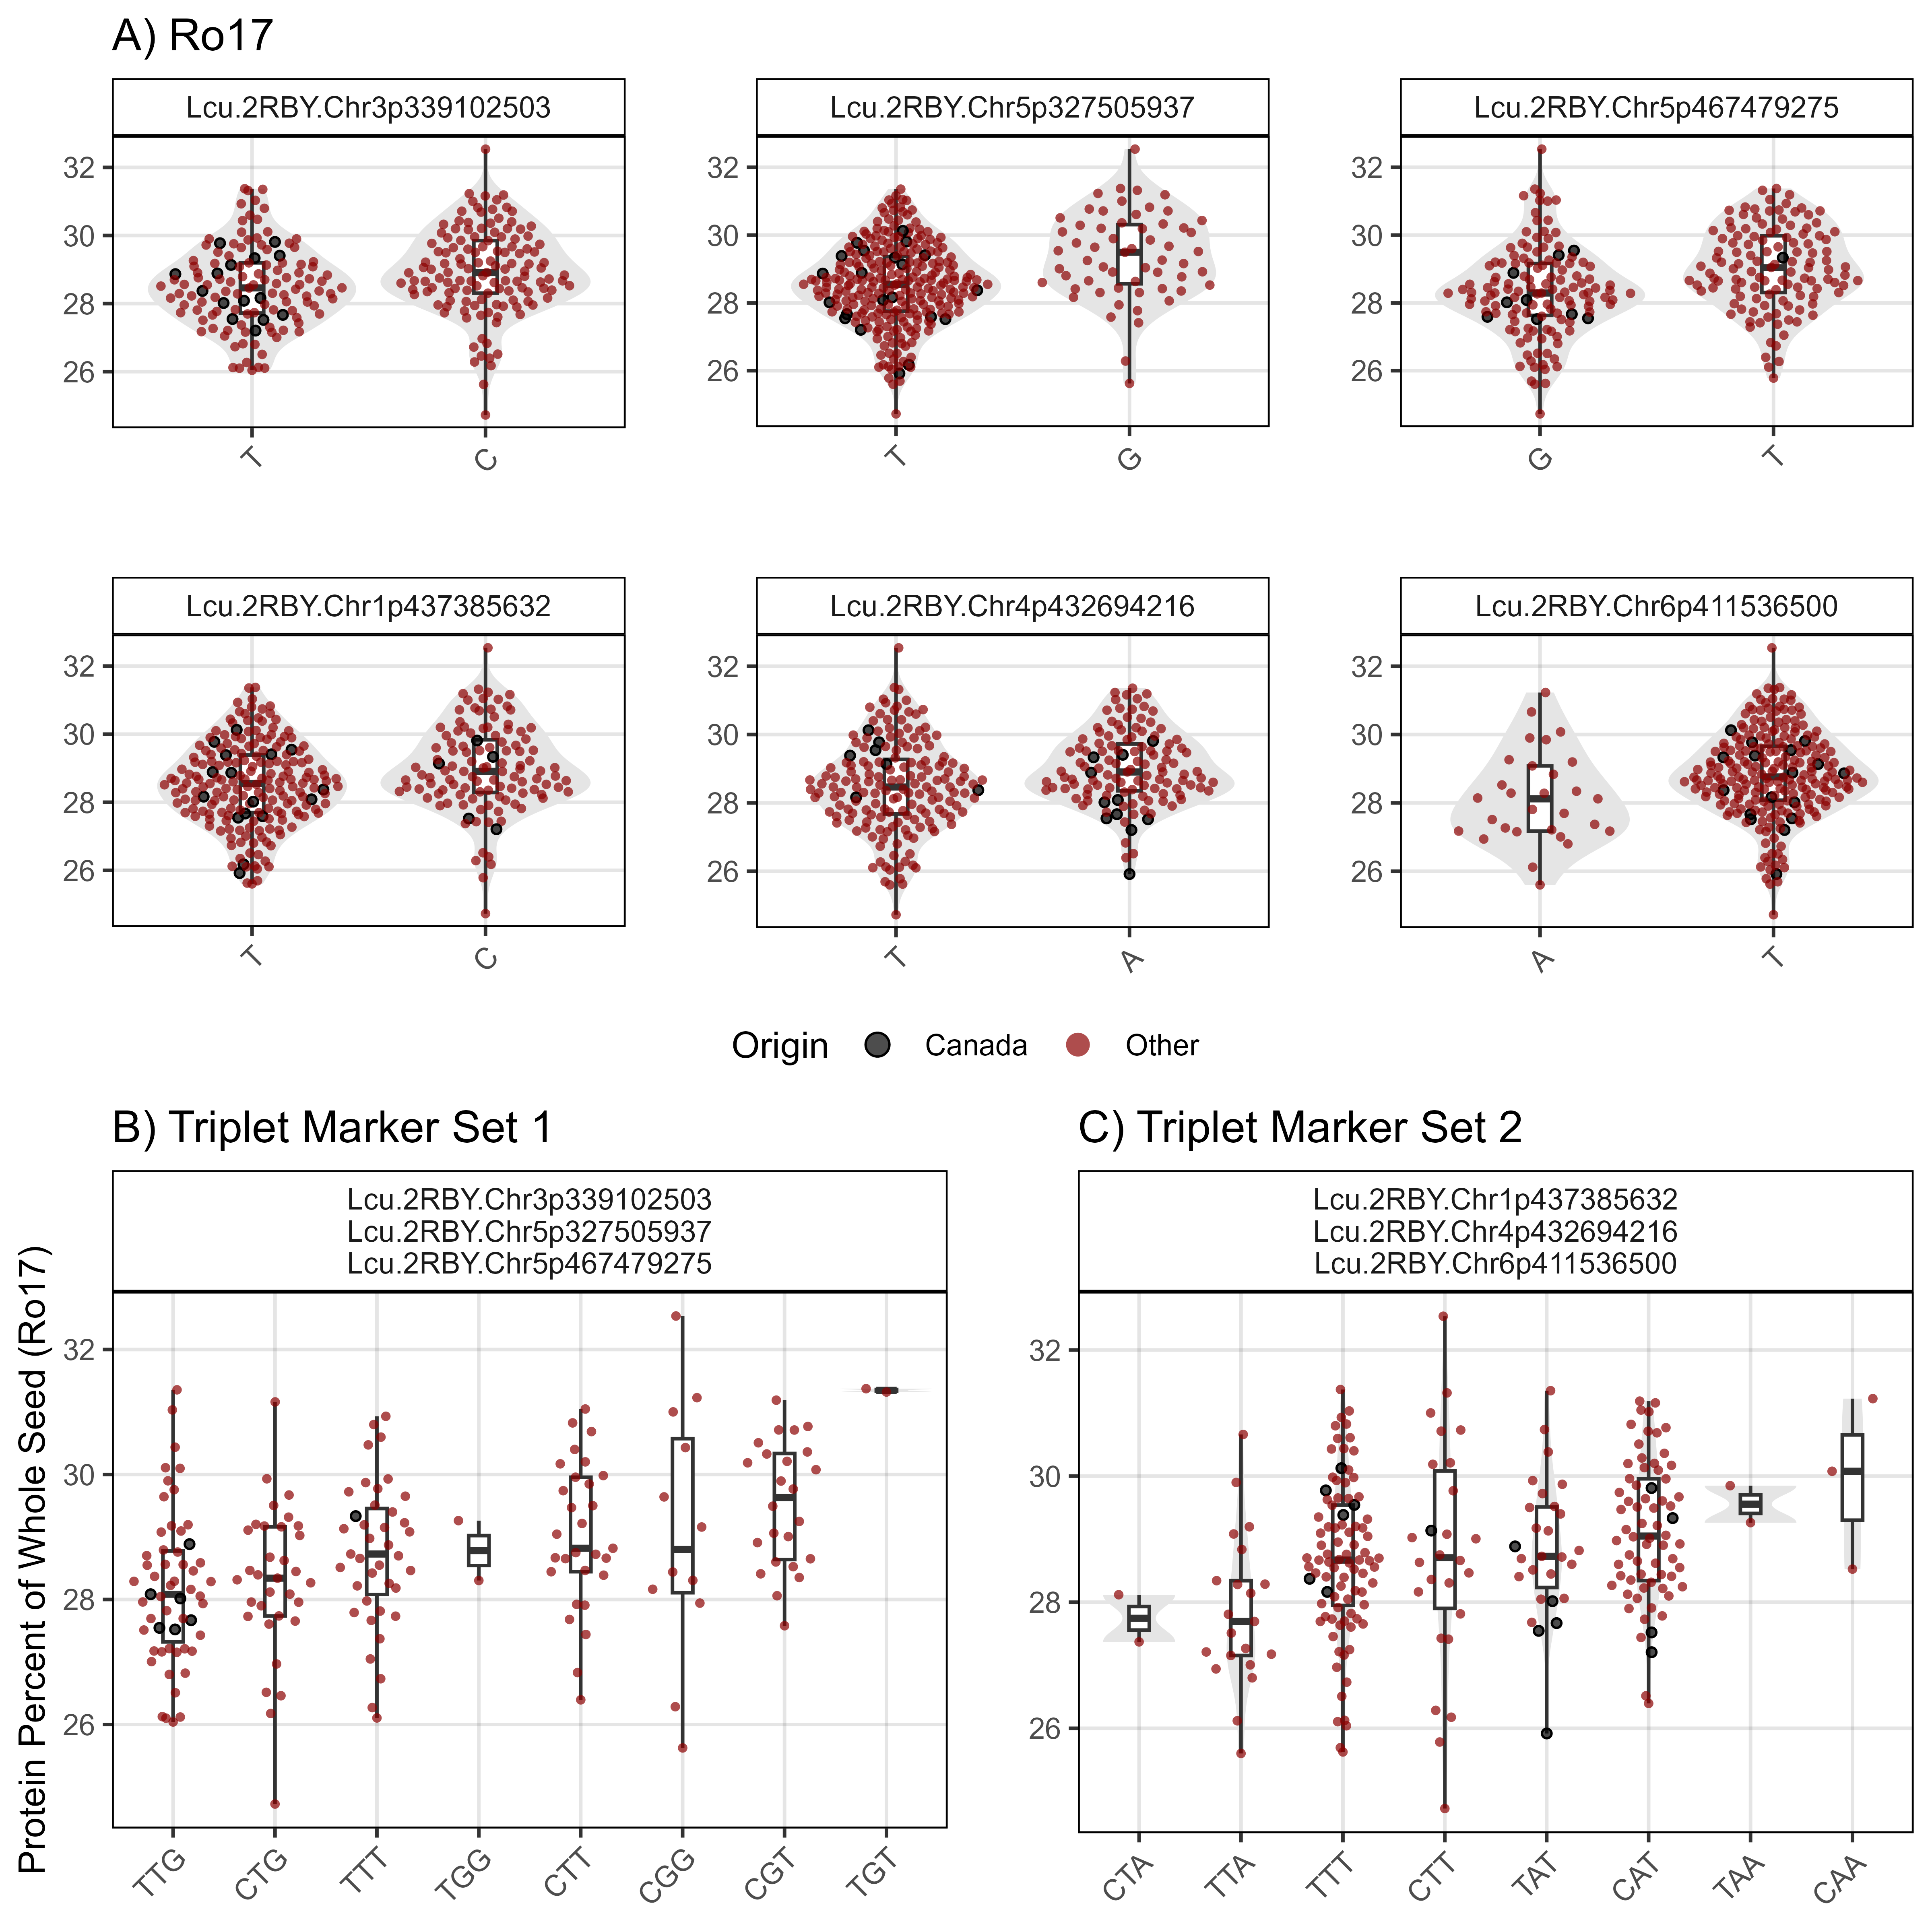 A) Ro17
Lcu.2RBY.Chr3p339102503
Lcu.2RBY.Chr5p327505937
Lcu.2RBY.Chr5p467479275
32
30
28
26
T
C
32
30
28
26
T
G
32
30
28
26
G
T
Lcu.2RBY.Chr1p437385632
Lcu.2RBY.Chr4p432694216
Lcu.2RBY.Chr6p411536500
32
30
28
26
T
C
32
30
28
26
T
A
32
30
28
26
A
T
Origin Canada Other
B) Triplet Marker Set 1
Lcu.2RBY.Chr3p339102503
Lcu.2RBY.Chr5p327505937
Lcu.2RBY.Chr5p467479275
Protein Percent of Whole Seed (Ro17)
32
30
28
26
TTG
CTG
TTT
TGG
CTT
CGG
CGT
TGT
C) Triplet Marker Set 2
Lcu.2RBY.Chr1p437385632
Lcu.2RBY.Chr4p432694216
Lcu.2RBY.Chr6p411536500
32
30
28
26
CTA
TTA
TTT
CTT
TAT
CAT
TAA
CAA